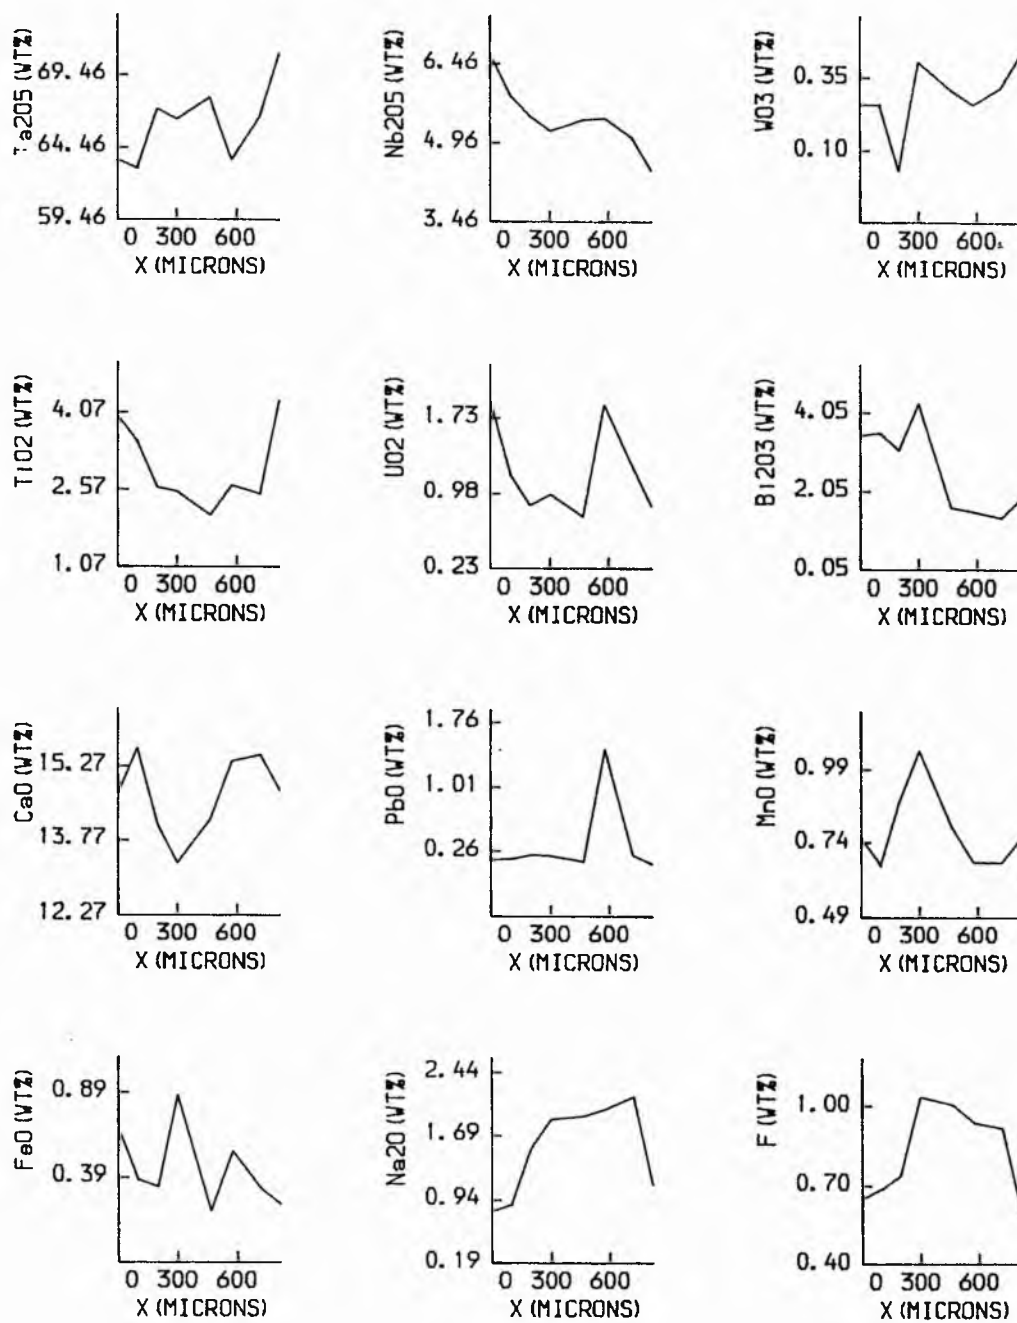 Ta2O5 (WT%)
69.46
64.46
59.46
0 300 600
X (MICRONS)
Nb2O5 (WT%)
6.46
4.96
3.46
0 300 600
X (MICRONS)
WO3 (WT%)
0.35
0.10
0 300 600
X (MICRONS)
TiO2 (WT%)
4.07
2.57
1.07
0 300 600
X (MICRONS)
UO2 (WT%)
1.73
0.98
0.23
0 300 600
X (MICRONS)
Bi2O3 (WT%)
4.05
2.05
0.05
0 300 600
X (MICRONS)
CaO (WT%)
15.27
13.77
12.27
0 300 600
X (MICRONS)
PbO (WT%)
1.76
1.01
0.26
0 300 600
X (MICRONS)
MnO (WT%)
0.99
0.74
0.49
0 300 600
X (MICRONS)
FeO (WT%)
0.89
0.39
0 300 600
X (MICRONS)
Na2O (WT%)
2.44
1.69
0.94
0.19
0 300 600
X (MICRONS)
F (WT%)
1.00
0.70
0.40
0 300 600
X (MICRONS)